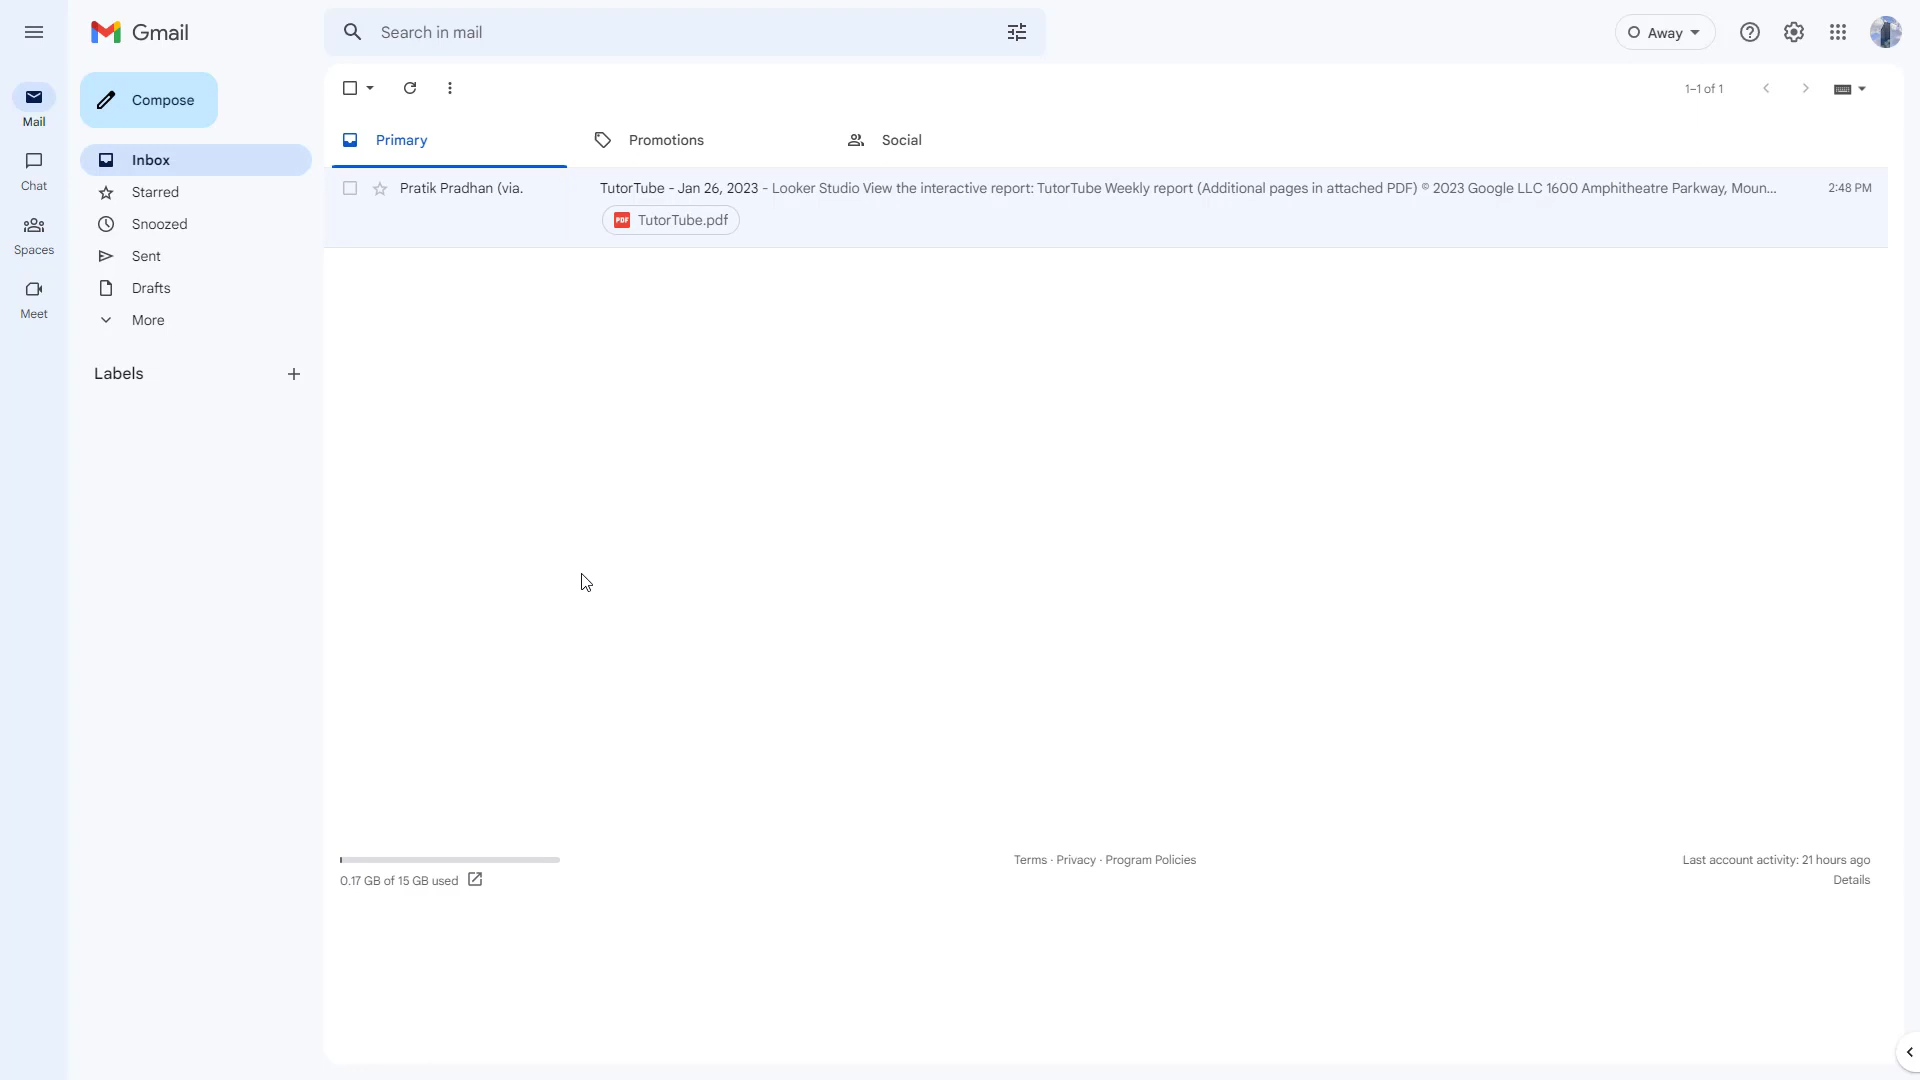 Gmail
Search in mail
Away
Mail
Compose
1–1 of 1
Primary
Promotions
Social
Inbox
Chat
Starred
Pratik Pradhan (via.
TutorTube - Jan 26, 2023 - Looker Studio View the interactive report: TutorTube Weekly report (Additional pages in attached PDF) © 2023 Google LLC 1600 Amphitheatre Parkway, Moun...
2:48 PM
PDF TutorTube.pdf
Snoozed
Spaces
Sent
Drafts
Meet
More
Labels
0.17 GB of 15 GB used
Terms · Privacy · Program Policies
Last account activity: 21 hours ago
Details